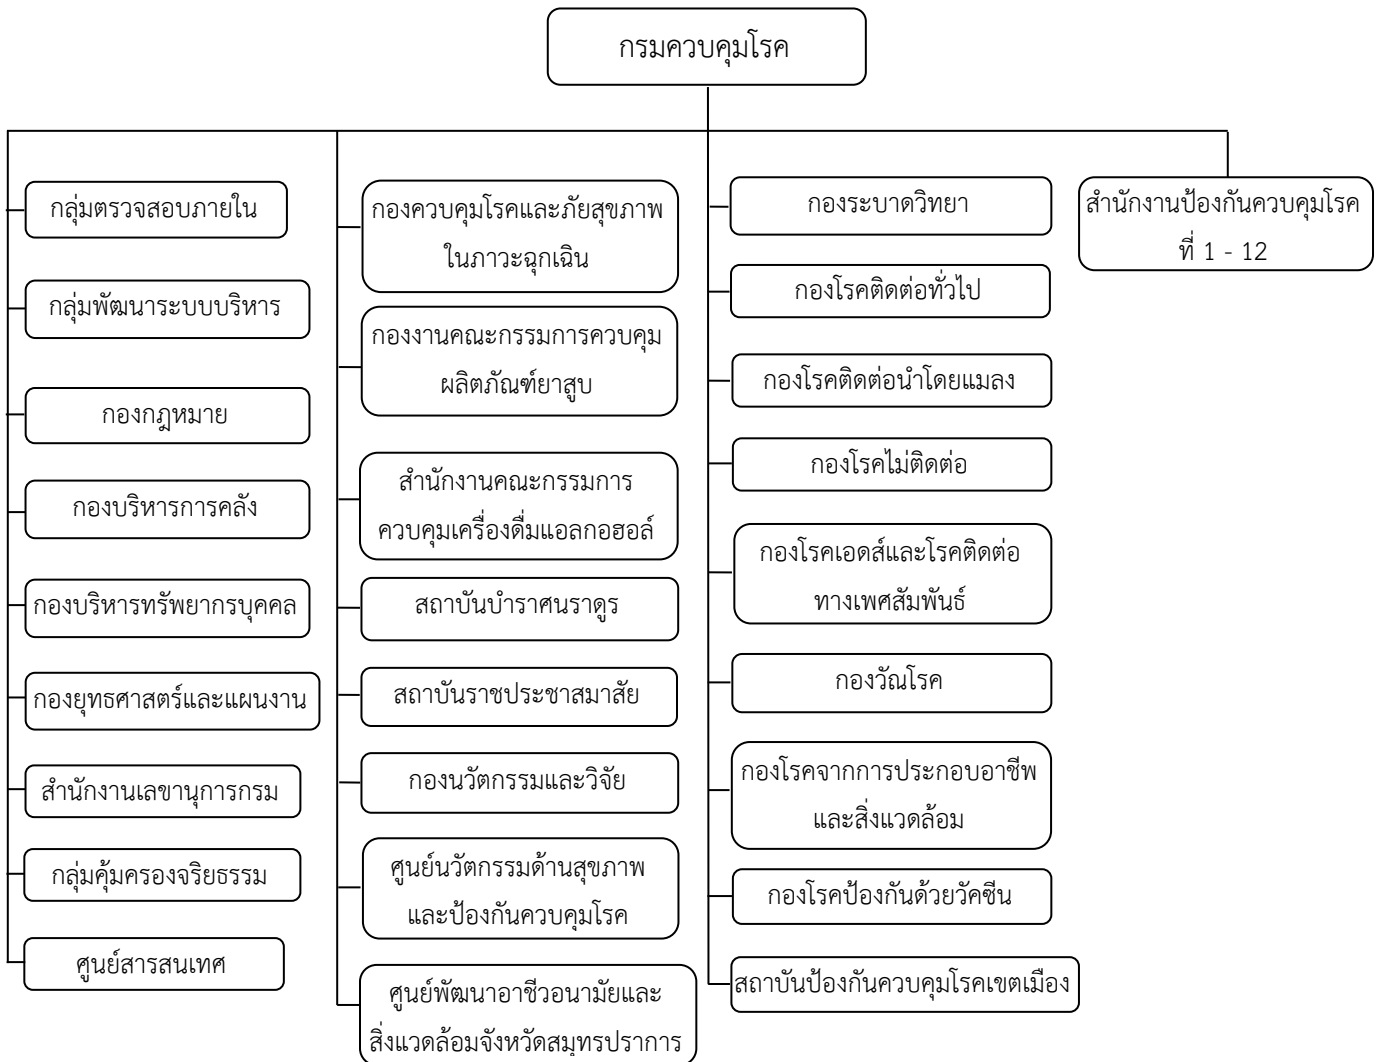 กรมควบคุมโรค
กลุ่มตรวจสอบภายใน
กลุ่มพัฒนาระบบบริหาร
กองกฎหมาย
กองบริหารการคลัง
กองบริหารทรัพยากรบุคคล
กองยุทธศาสตร์และแผนงาน
สำนักงานเลขานุการกรม
กลุ่มคุ้มครองจริยธรรม
ศูนย์สารสนเทศ
กองควบคุมโรคและภัยสุขภาพ
ในภาวะฉุกเฉิน
กองงานคณะกรรมการควบคุม
ผลิตภัณฑ์ยาสูบ
สำนักงานคณะกรรมการ
ควบคุมเครื่องดื่มแอลกอฮอล์
สถาบันบำราศนราดูร
สถาบันราชประชาสมาสัย
กองนวัตกรรมและวิจัย
ศูนย์นวัตกรรมด้านสุขภาพ
และป้องกันควบคุมโรค
ศูนย์พัฒนาอาชีวอนามัยและ
สิ่งแวดล้อมจังหวัดสมุทรปราการ
กองระบาดวิทยา
กองโรคติดต่อทั่วไป
กองโรคติดต่อนำโดยแมลง
กองโรคไม่ติดต่อ
กองโรคเอดส์และโรคติดต่อ
ทางเพศสัมพันธ์
กองวัณโรค
กองโรคจากการประกอบอาชีพ
และสิ่งแวดล้อม
กองโรคป้องกันด้วยวัคซีน
สถาบันป้องกันควบคุมโรคเขตเมือง
สำนักงานป้องกันควบคุมโรค
ที่ 1 - 12